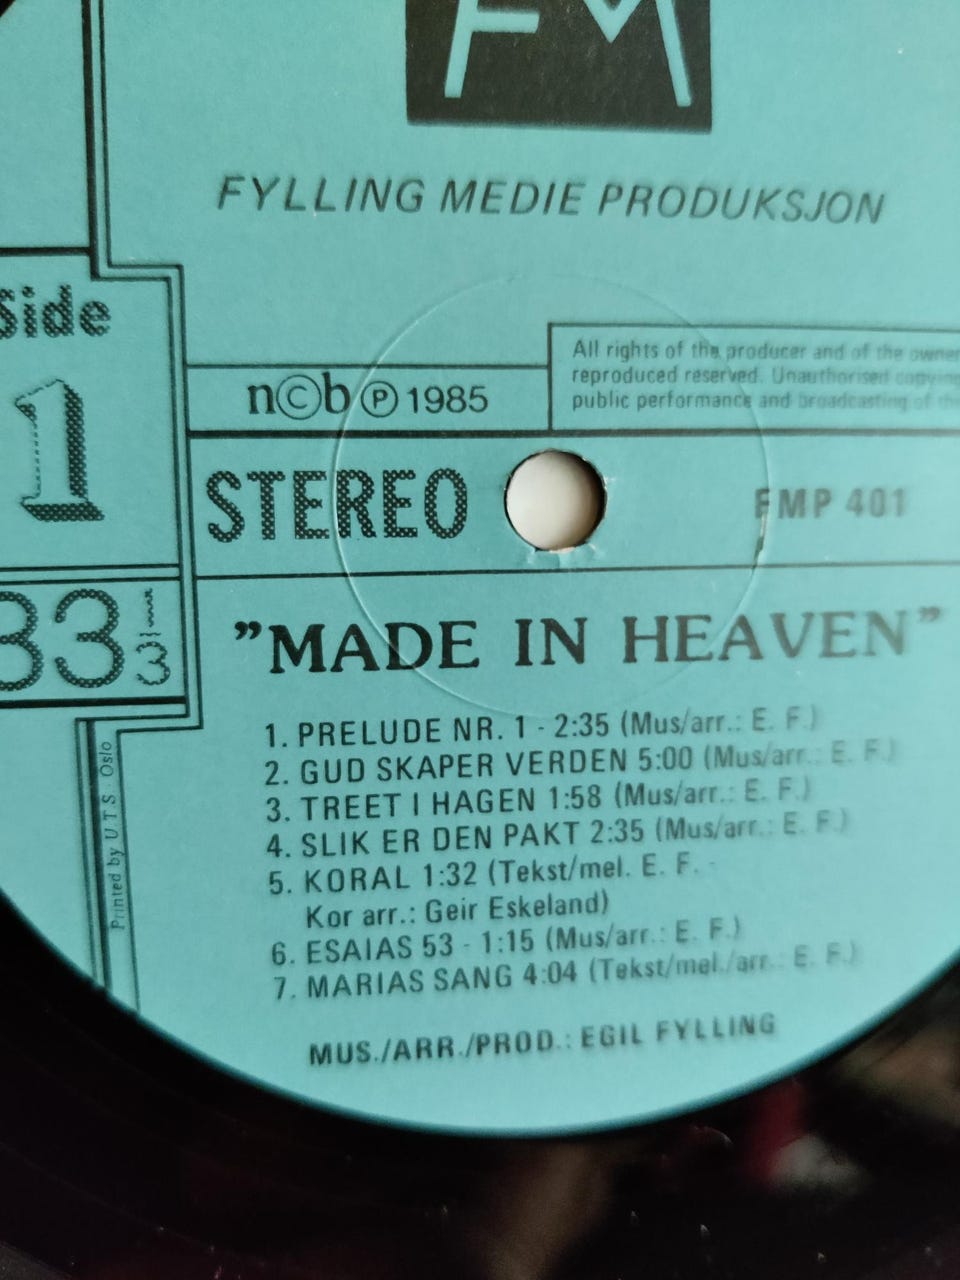 FM
FYLLING MEDIE PRODUKSJON
Side
1
n©b ℗ 1985
All rights of the producer and of the owner
reproduced reserved. Unauthorised copying
public performance and broadcasting of the
STEREO
FMP 401
33 1/3
"MADE IN HEAVEN"
1. PRELUDE NR. 1 - 2:35 (Mus/arr.: E. F.)
2. GUD SKAPER VERDEN 5:00 (Mus/arr.: E. F.)
3. TREET I HAGEN 1:58 (Mus/arr.: E. F.)
4. SLIK ER DEN PAKT 2:35 (Mus/arr.: E. F.)
5. KORAL 1:32 (Tekst/mel. E. F. -
Kor arr.: Geir Eskeland)
6. ESAIAS 53 - 1:15 (Mus/arr.: E. F.)
7. MARIAS SANG 4:04 (Tekst/mel./arr.: E. F.)
MUS./ARR./PROD.: EGIL FYLLING
Printed by U.T.S. Oslo